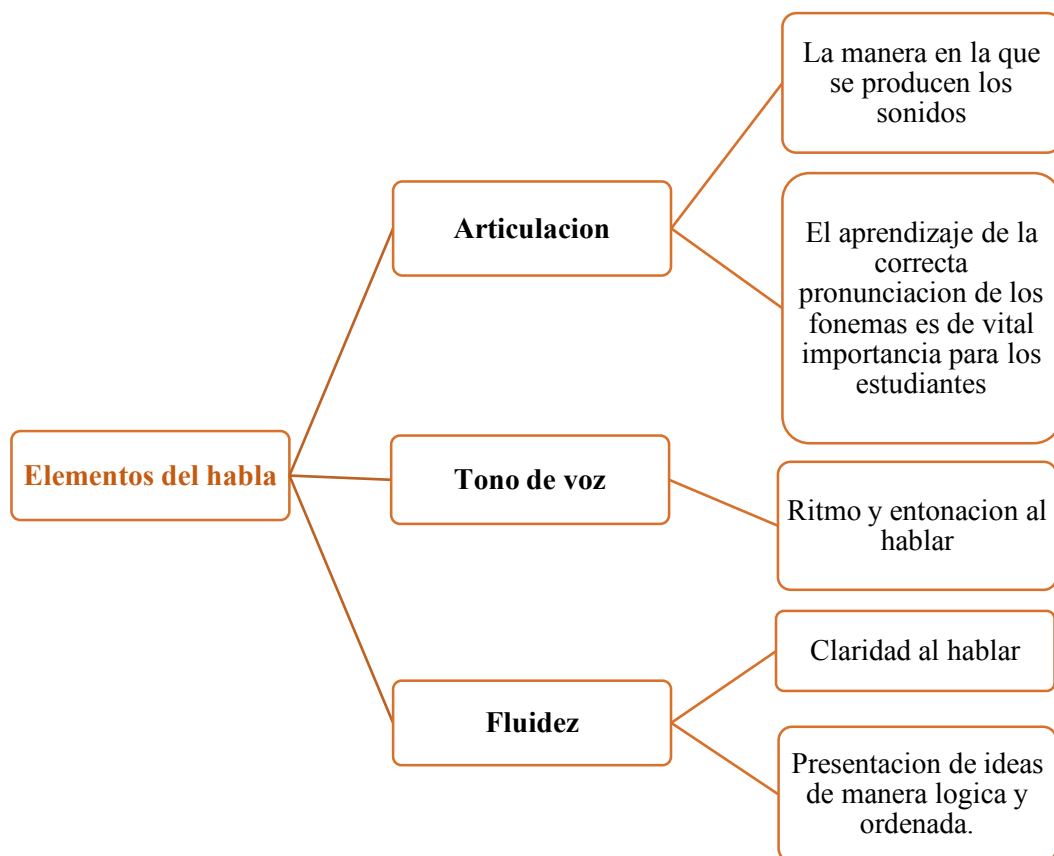 La manera en la que
se producen los
sonidos
Articulacion
El aprendizaje de la
correcta
pronunciacion de los
fonemas es de vital
importancia para los
estudiantes
Elementos del habla
Tono de voz
Ritmo y entonacion al
hablar
Claridad al hablar
Fluidez
Presentacion de ideas
de manera logica y
ordenada.